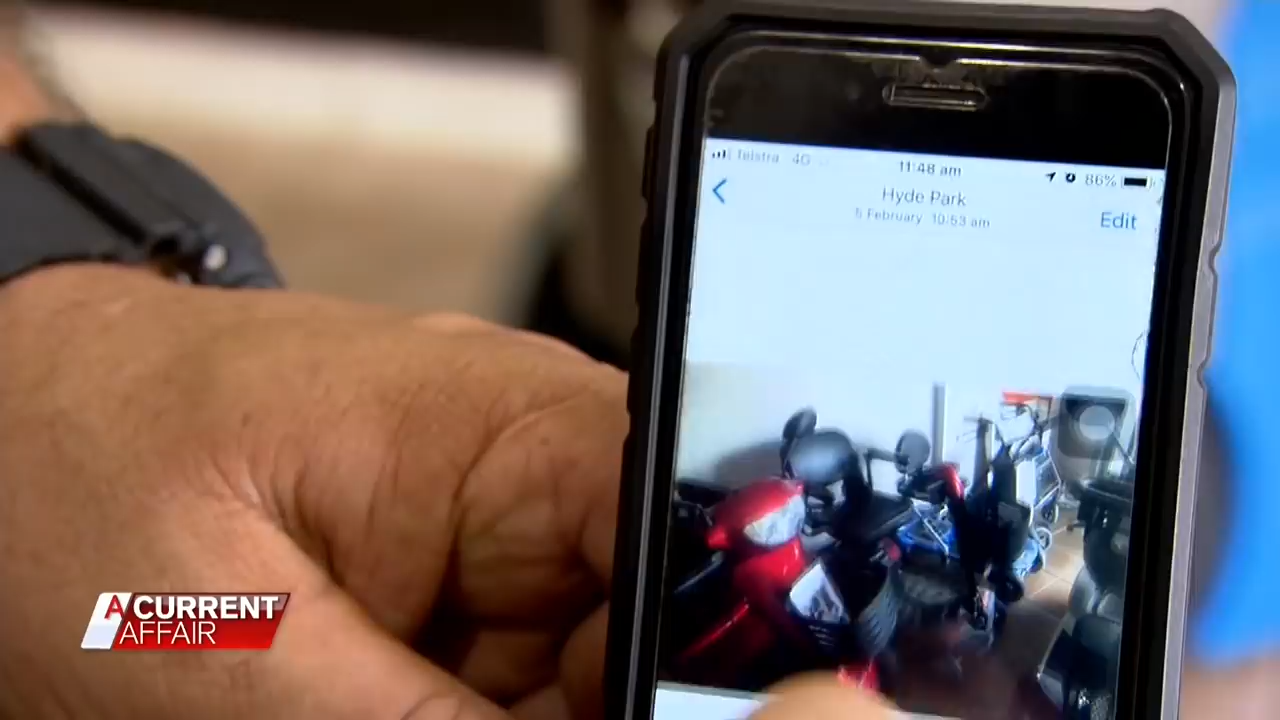 Telstra 4G
11:48 am
86%
Hyde Park
5 February 10:53 am
Edit
A CURRENT
AFFAIR